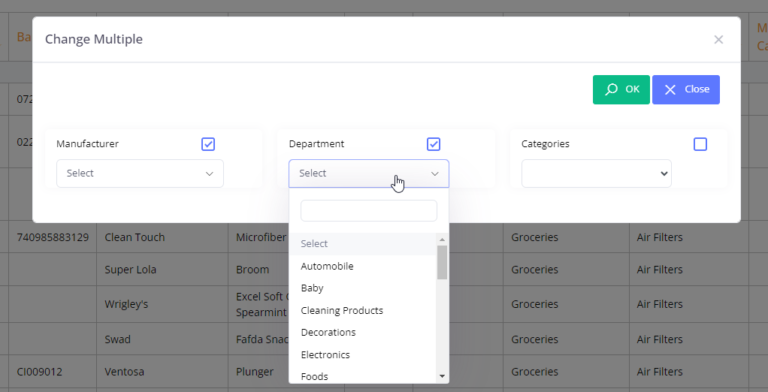 Ba
M
Change Multiple
Ca
OK
Close
072
022
Manufacturer
Department
Categories
Select
Select
740985883129 Clean Touch Microfiber Groceries Air Filters
Select
Super Lola Broom Groceries Air Filters
Automobile
Baby
Wrigley's Excel Soft Groceries Air Filters
Spearmint
Cleaning Products
Swad Fafda Snac Groceries Air Filters
Decorations
Electronics
CI009012 Ventosa Plunger Groceries Air Filters
Foods